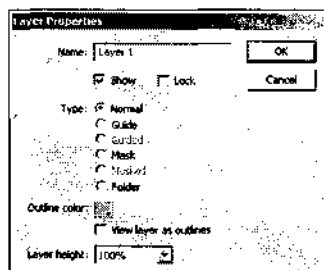 Layer Properties
Name: Layer 1
OK
Show Lock
Cancel
Type: Normal
Guide
Guided
Mask
Masked
Folder
Outline color:
View layer as outlines
Layer height: 100%